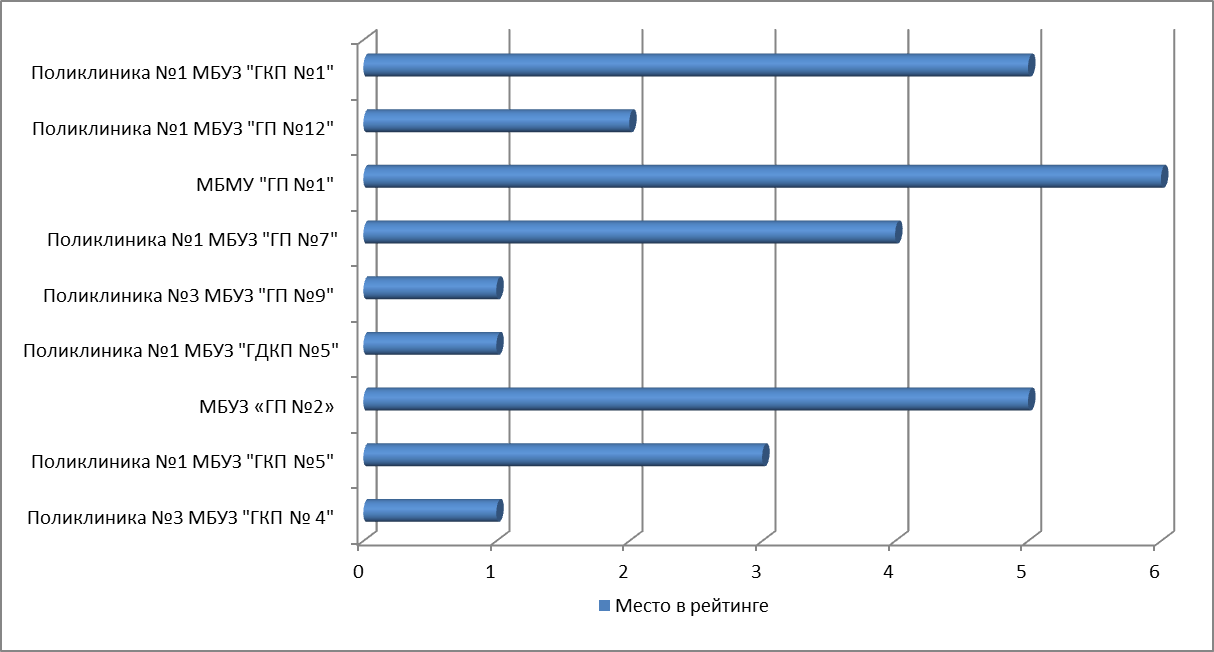 Поликлиника №1 МБУЗ "ГКП №1"
Поликлиника №1 МБУЗ "ГП №12"
МБМУ "ГП №1"
Поликлиника №1 МБУЗ "ГП №7"
Поликлиника №3 МБУЗ "ГП №9"
Поликлиника №1 МБУЗ "ГДКП №5"
МБУЗ «ГП №2»
Поликлиника №1 МБУЗ "ГКП №5"
Поликлиника №3 МБУЗ "ГКП № 4"
0 1 2 3 4 5 6
Место в рейтинге